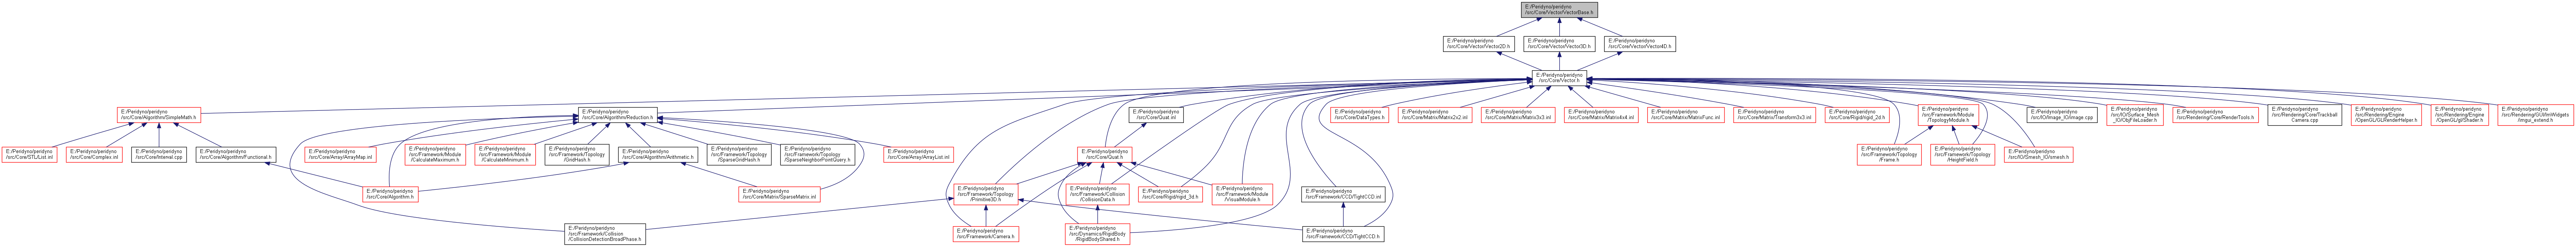 E:/Peridyno/peridyno
/src/Core/Vector/VectorBase.h
E:/Peridyno/peridyno
/src/Core/Vector/Vector2D.h
E:/Peridyno/peridyno
/src/Core/Vector/Vector3D.h
E:/Peridyno/peridyno
/src/Core/Vector/Vector4D.h
E:/Peridyno/peridyno
/src/Core/Vector.h
E:/Peridyno/peridyno
/src/Core/Algorithm/SimpleMath.h
E:/Peridyno/peridyno
/src/Core/Algorithm/Reduction.h
E:/Peridyno/peridyno
/src/Core/Quat.inl
E:/Peridyno/peridyno
/src/Core/DataTypes.h
E:/Peridyno/peridyno
/src/Core/Matrix/Matrix2x2.inl
E:/Peridyno/peridyno
/src/Core/Matrix/Matrix3x3.inl
E:/Peridyno/peridyno
/src/Core/Matrix/Matrix4x4.inl
E:/Peridyno/peridyno
/src/Core/Matrix/MatrixFunc.inl
E:/Peridyno/peridyno
/src/Core/Matrix/Transform3x3.inl
E:/Peridyno/peridyno
/src/Core/Rigid/rigid_2d.h
E:/Peridyno/peridyno
/src/Framework/Module
/TopologyModule.h
E:/Peridyno/peridyno
/src/IO/Image_IO/image.cpp
E:/Peridyno/peridyno
/src/IO/Surface_Mesh
_IO/ObjFileLoader.h
E:/Peridyno/peridyno
/src/Rendering/Core/RenderTools.h
E:/Peridyno/peridyno
/src/Rendering/Core/Trackball
Camera.cpp
E:/Peridyno/peridyno
/src/Rendering/Engine
/OpenGL/GLRenderHelper.h
E:/Peridyno/peridyno
/src/Rendering/Engine
/OpenGL/gl/Shader.h
E:/Peridyno/peridyno
/src/Rendering/GUI/ImWidgets
/imgui_extend.h
E:/Peridyno/peridyno
/src/Core/STL/List.inl
E:/Peridyno/peridyno
/src/Core/Complex.inl
E:/Peridyno/peridyno
/src/Core/Interval.cpp
E:/Peridyno/peridyno
/src/Core/Algorithm/Functional.h
E:/Peridyno/peridyno
/src/Core/Array/ArrayMap.inl
E:/Peridyno/peridyno
/src/Framework/Module
/CalculateMaximum.h
E:/Peridyno/peridyno
/src/Framework/Module
/CalculateMinimum.h
E:/Peridyno/peridyno
/src/Framework/Topology
/GridHash.h
E:/Peridyno/peridyno
/src/Core/Algorithm/Arithmetic.h
E:/Peridyno/peridyno
/src/Framework/Topology
/SparseGridHash.h
E:/Peridyno/peridyno
/src/Framework/Topology
/SparseNeighborPointQuery.h
E:/Peridyno/peridyno
/src/Core/Array/ArrayList.inl
E:/Peridyno/peridyno
/src/Core/Quat.h
E:/Peridyno/peridyno
/src/Framework/Topology
/Frame.h
E:/Peridyno/peridyno
/src/Framework/Topology
/HeightField.h
E:/Peridyno/peridyno
/src/IO/Smesh_IO/smesh.h
E:/Peridyno/peridyno
/src/Core/Algorithm.h
E:/Peridyno/peridyno
/src/Core/Matrix/SparseMatrix.inl
E:/Peridyno/peridyno
/src/Framework/Topology
/Primitive3D.h
E:/Peridyno/peridyno
/src/Framework/Collision
/CollisionData.h
E:/Peridyno/peridyno
/src/Core/Rigid/rigid_3d.h
E:/Peridyno/peridyno
/src/Framework/Module
/VisualModule.h
E:/Peridyno/peridyno
/src/Framework/CCD/TightCCD.inl
E:/Peridyno/peridyno
/src/Framework/Collision
/CollisionDetectionBroadPhase.h
E:/Peridyno/peridyno
/src/Framework/Camera.h
E:/Peridyno/peridyno
/src/Dynamics/RigidBody
/RigidBodyShared.h
E:/Peridyno/peridyno
/src/Framework/CCD/TightCCD.h